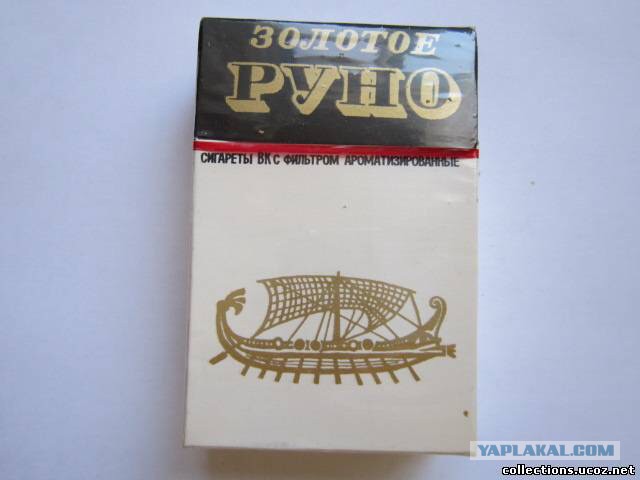 ЗОЛОТОЕ
РУНО
СИГАРЕТЫ ВК С ФИЛЬТРОМ АРОМАТИЗИРОВАННЫЕ
YAPLAKAL.COM
collections.ucoz.net